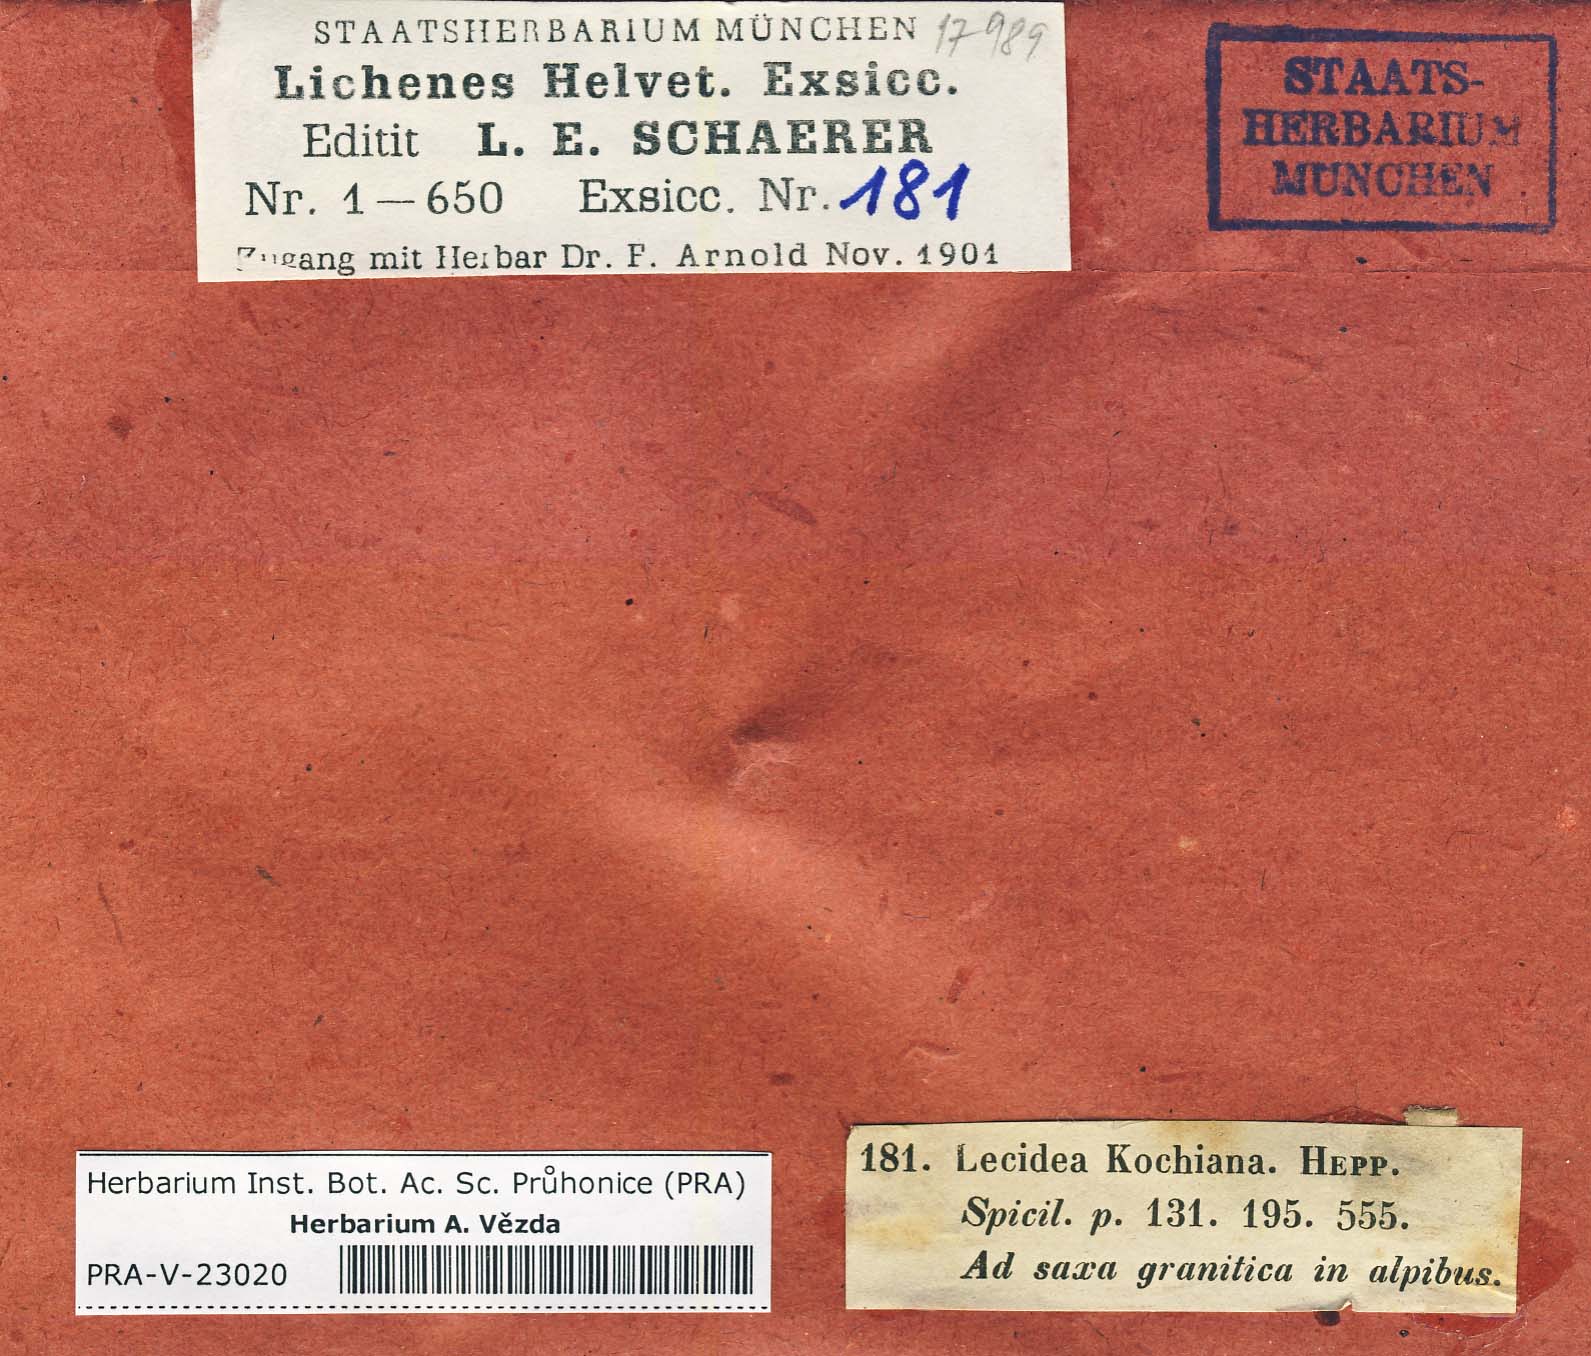 STAATSHERBARIUM MÜNCHEN 17989
Lichenes Helvet. Exsicc.
Editit L. E. SCHAERER
Nr. 1—650 Exsicc. Nr. 181
Zugang mit Herbar Dr. F. Arnold Nov. 1901
STAATS-
HERBARIUM
MÜNCHEN
Herbarium Inst. Bot. Ac. Sc. Průhonice (PRA)
Herbarium A. Vězda
PRA-V-23020
181. Lecidea Kochiana. HEPP.
Spicil. p. 131. 195. 555.
Ad saxa granitica in alpibus.